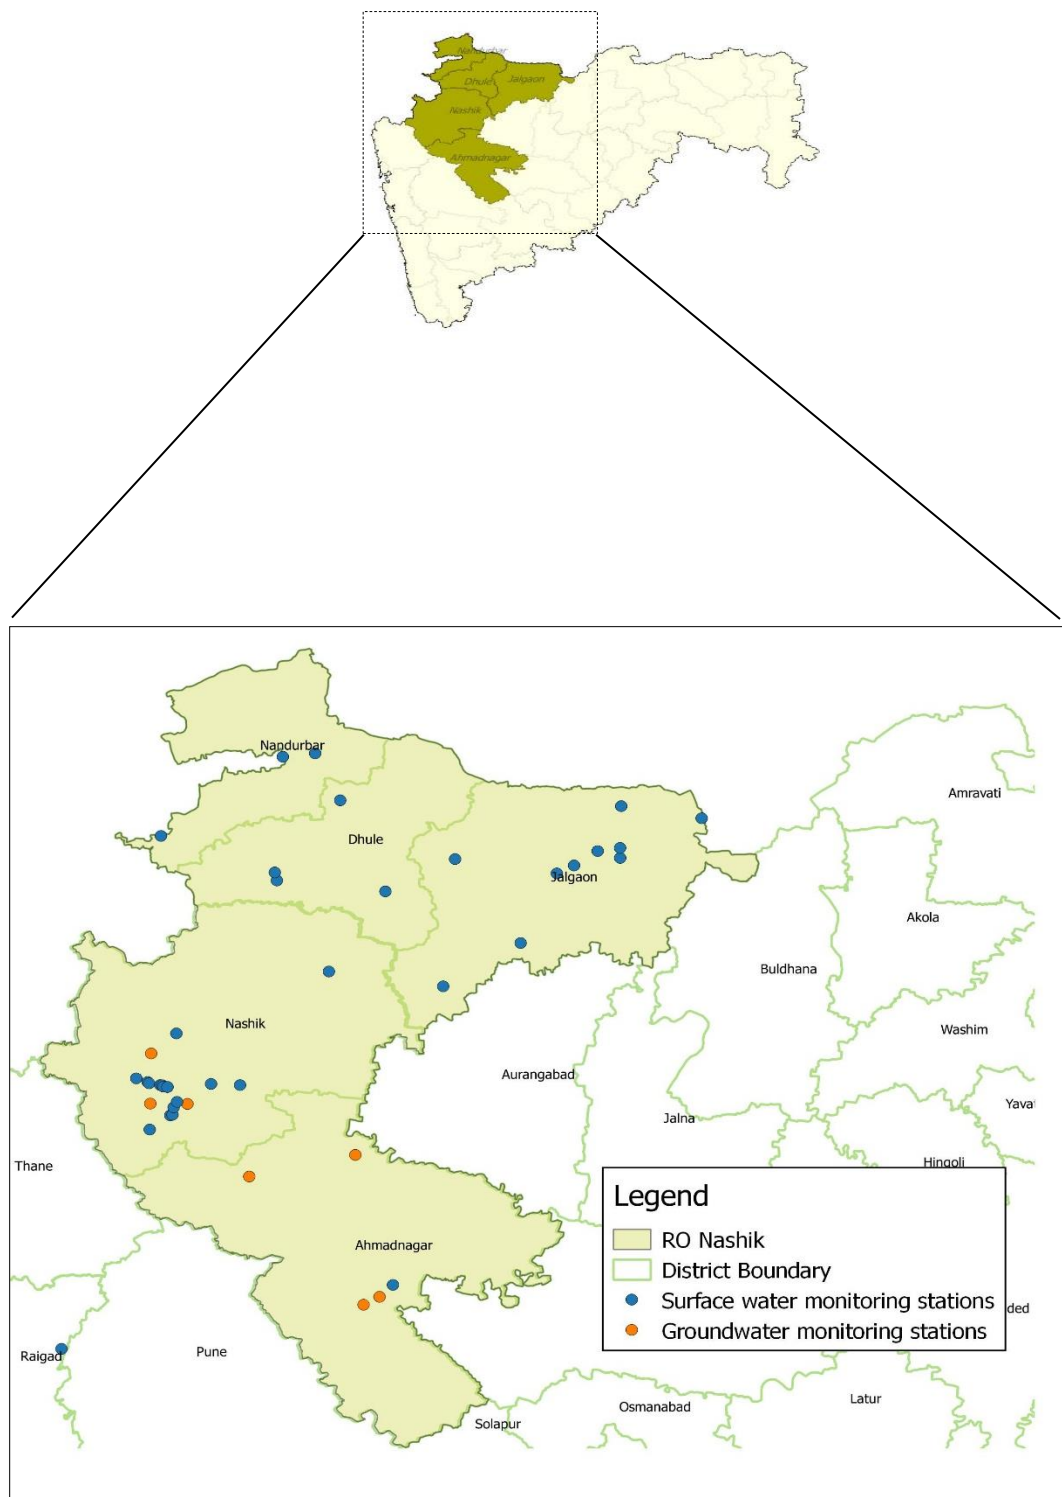 Nandurbar
Dhule
Jalgaon
Nashik
Ahmadnagar
Nandurbar
Amravati
Dhule
Jalgaon
Akola
Buldhana
Nashik
Washim
Aurangabad
Yavat
Jalna
Hingoli
Thane
Legend
RO Nashik
Ahmadnagar
District Boundary
Surface water monitoring stations
ded
Groundwater monitoring stations
Raigad
Pune
Latur
Osmanabad
Solapur